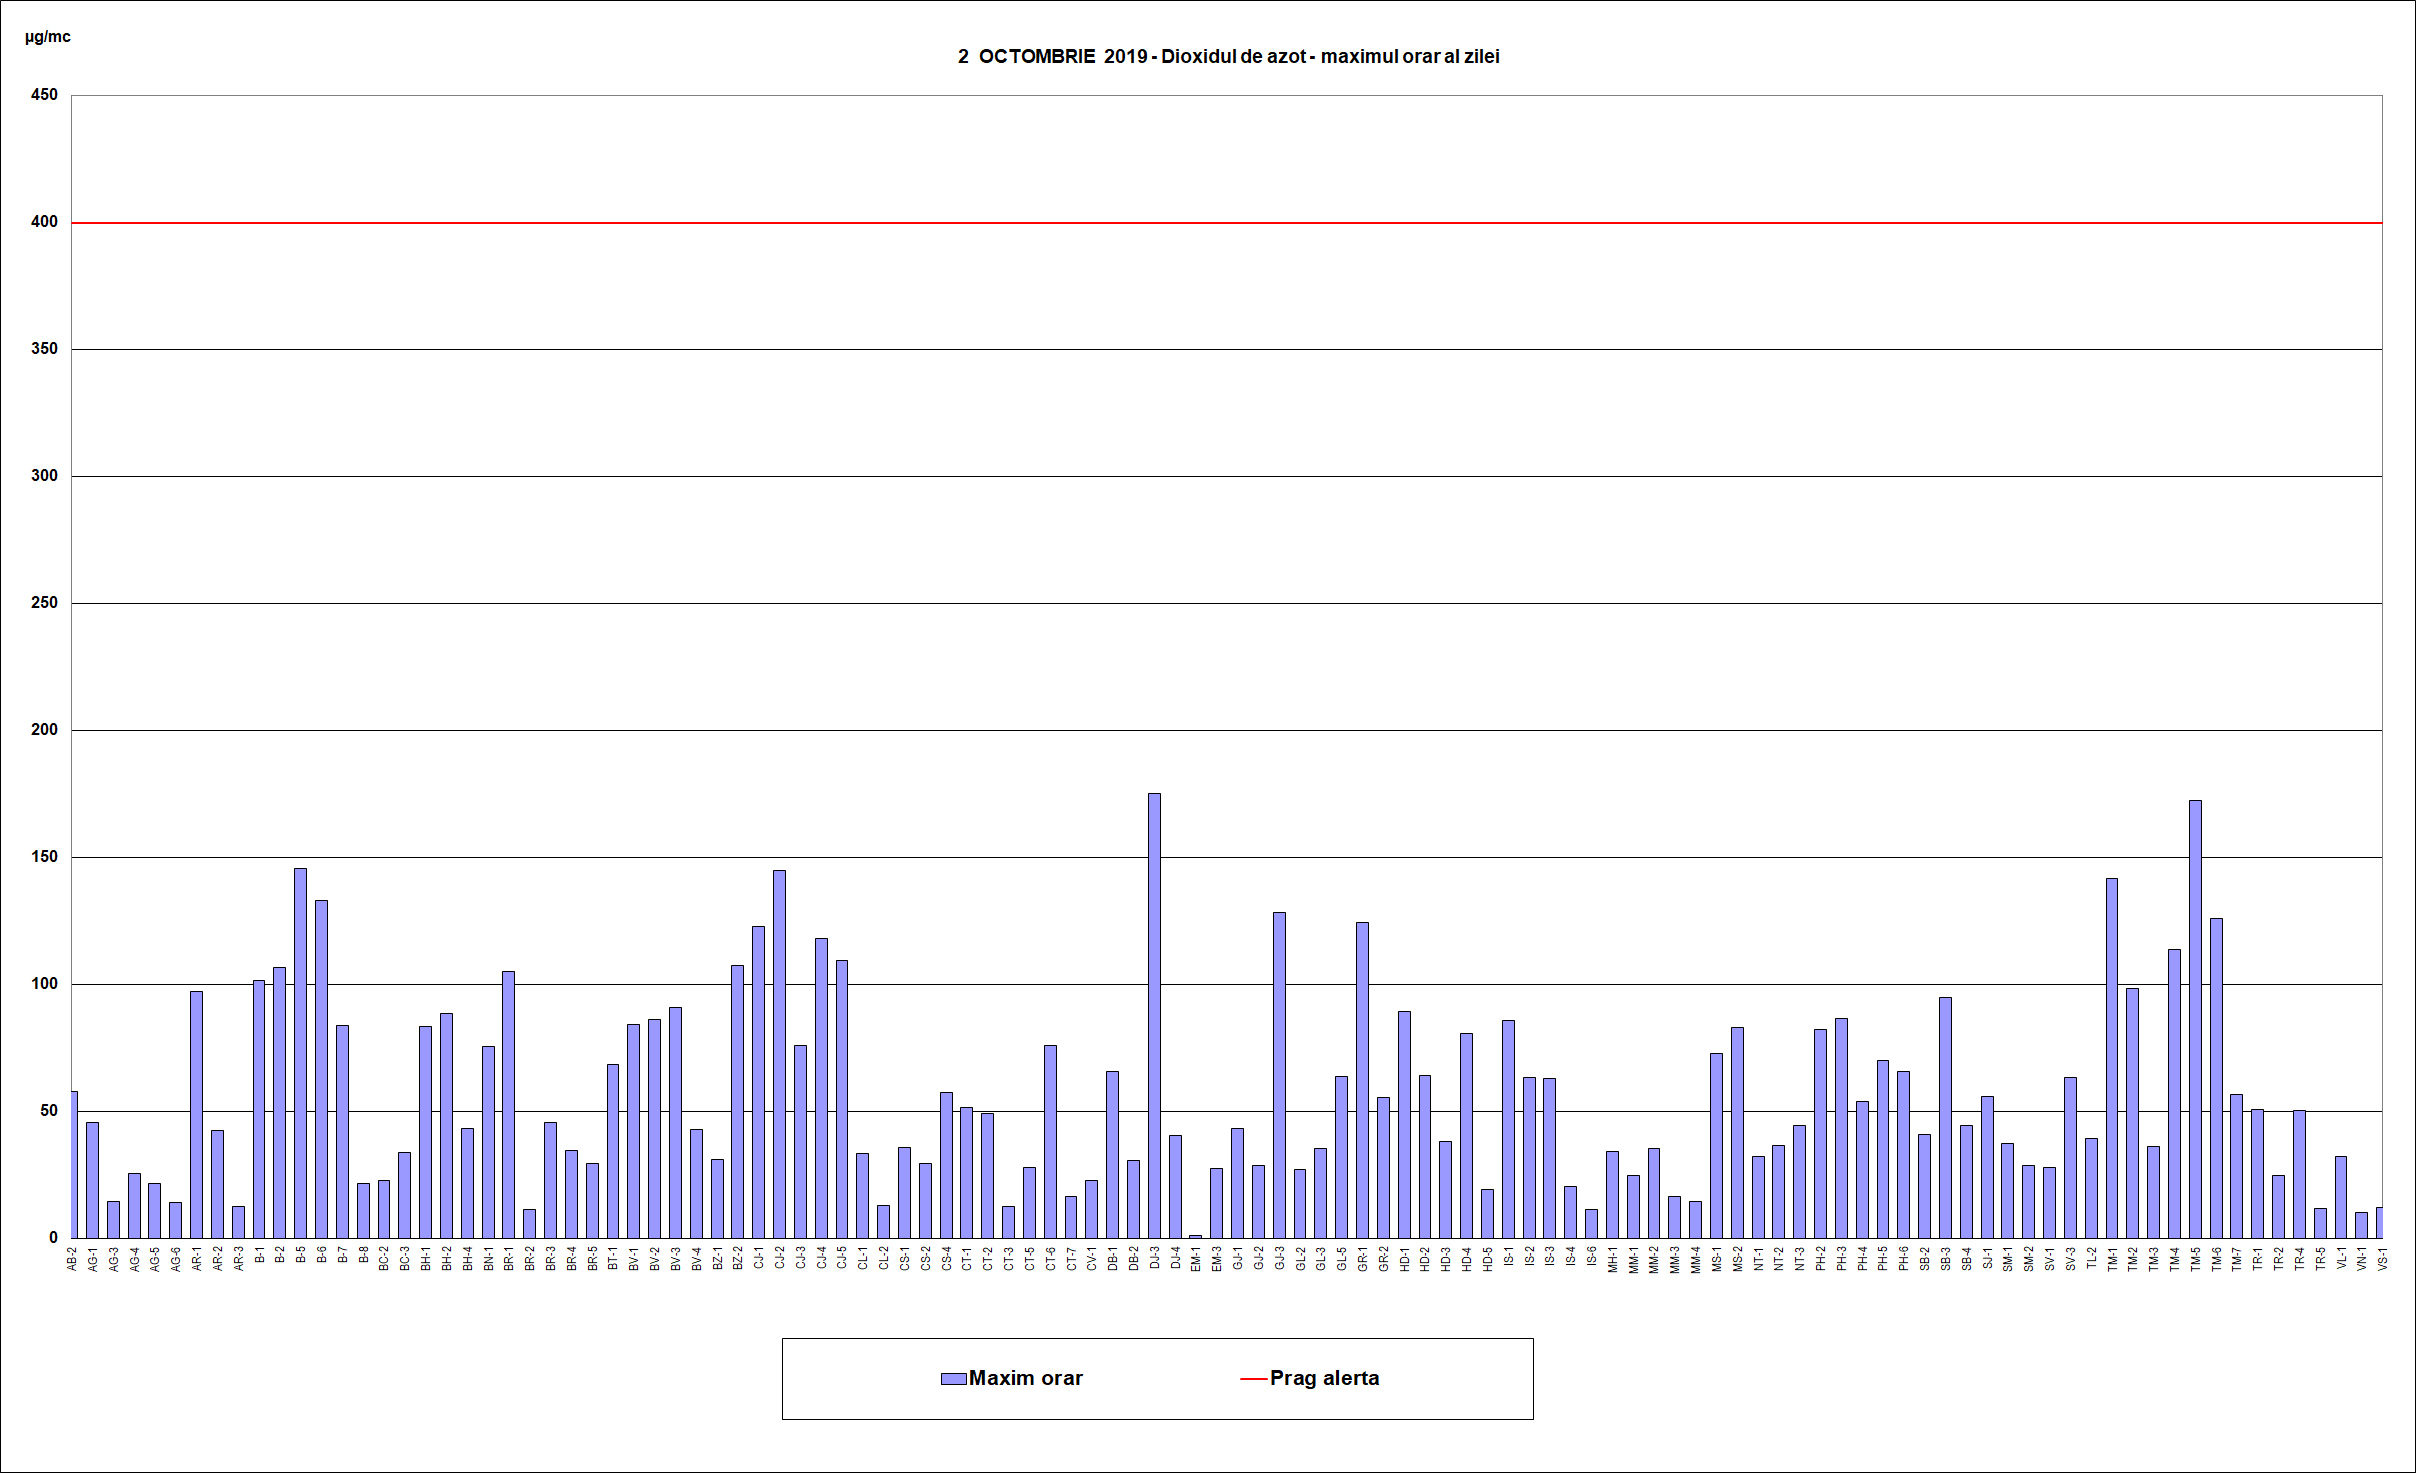 µg/mc
2 OCTOMBRIE 2019 - Dioxidul de azot - maximul orar al zilei
450
400
350
300
250
200
150
100
50
0
AB-2 AG-1 AG-3 AG-4 AG-5 AG-6 AR-1 AR-2 AR-3 B-1 B-2 B-5 B-6 B-7 B-8 BC-2 BC-3 BH-1 BH-2 BH-4 BN-1 BR-1 BR-2 BR-3 BR-4 BR-5 BT-1 BV-1 BV-2 BV-3 BV-4 BZ-1 BZ-2 CJ-1 CJ-2 CJ-3 CJ-4 CJ-5 CL-1 CL-2 CS-1 CS-2 CS-4 CT-1 CT-2 CT-3 CT-5 CT-6 CT-7 CV-1 DB-1 DB-2 DJ-3 DJ-4 EM-1 EM-3 GJ-1 GJ-2 GJ-3 GL-2 GL-3 GL-5 GR-1 GR-2 HD-1 HD-2 HD-3 HD-4 HD-5 IS-1 IS-2 IS-3 IS-4 IS-6 MH-1 MM-1 MM-2 MM-3 MM-4 MS-1 MS-2 NT-1 NT-2 NT-3 PH-2 PH-3 PH-4 PH-5 PH-6 SB-2 SB-3 SB-4 SJ-1 SM-1 SM-2 SV-1 SV-3 TL-2 TM-1 TM-2 TM-3 TM-4 TM-5 TM-6 TM-7 TR-1 TR-2 TR-4 TR-5 VL-1 VN-1 VS-1
Maxim orar Prag alerta